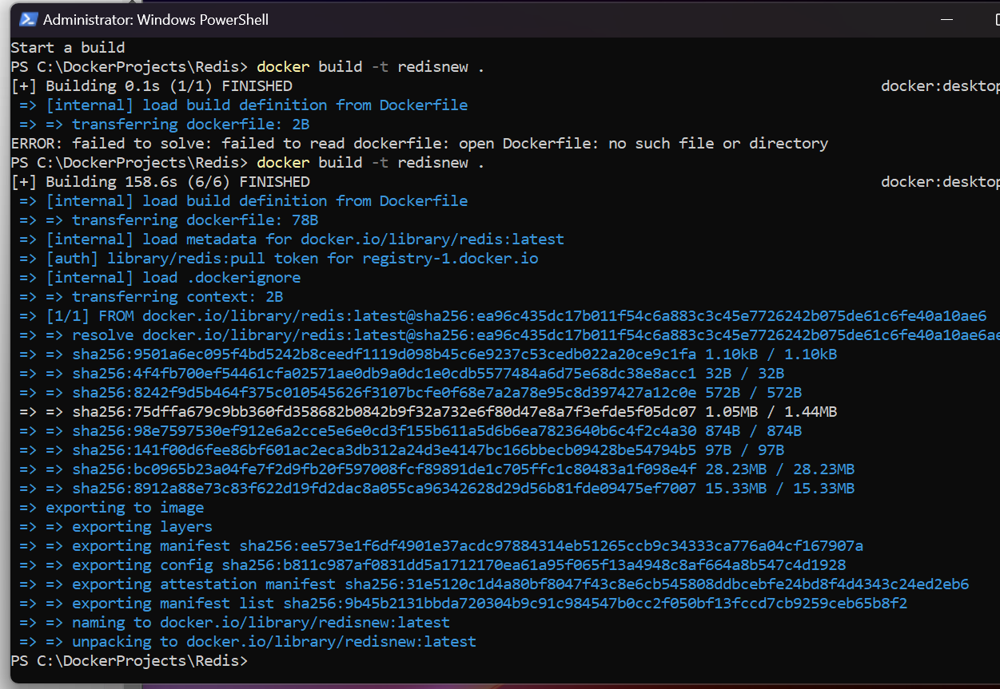 Administrator: Windows PowerShell
Start a build
PS C:\DockerProjects\Redis> docker build -t redisnew .
[+] Building 0.1s (1/1) FINISHED docker:desktop
=> [internal] load build definition from Dockerfile
=> => transferring dockerfile: 2B
ERROR: failed to solve: failed to read dockerfile: open Dockerfile: no such file or directory
PS C:\DockerProjects\Redis> docker build -t redisnew .
[+] Building 158.6s (6/6) FINISHED docker:desktop
=> [internal] load build definition from Dockerfile
=> => transferring dockerfile: 78B
=> [internal] load metadata for docker.io/library/redis:latest
=> [auth] library/redis:pull token for registry-1.docker.io
=> [internal] load .dockerignore
=> => transferring context: 2B
=> [1/1] FROM docker.io/library/redis:latest@sha256:ea96c435dc17b011f54c6a883c3c45e7726242b075de61c6fe40a10ae6
=> => resolve docker.io/library/redis:latest@sha256:ea96c435dc17b011f54c6a883c3c45e7726242b075de61c6fe40a10ae6ae
=> => sha256:9501a6ec095f4bd5242b8ceedf1119d098b45c6e9237c53cedb022a20ce9c1fa 1.10kB / 1.10kB
=> => sha256:4f4fb700ef54461cfa02571ae0db9a0dc1e0cdb5577484a6d75e68dc38e8acc1 32B / 32B
=> => sha256:8242f9d5b464f375c010545626f3107bcfe0f68e7a2a78e95c8d397427a12c0e 572B / 572B
=> => sha256:75dffa679c9bb360fd358682b0842b9f32a732e6f80d47e8a7f3efde5f05dc07 1.05MB / 1.44MB
=> => sha256:98e7597530ef912e6a2cce5e6e0cd3f155b611a5d6b6ea7823640b6c4f2c4a30 874B / 874B
=> => sha256:141f00d6fee86bf601ac2eca3db312a24d3e4147bc166bbecb09428be54794b5 97B / 97B
=> => sha256:bc0965b23a04fe7f2d9fb20f597008fcf89891de1c705ffc1c80483a1f098e4f 28.23MB / 28.23MB
=> => sha256:8912a88e73c83f622d19fd2dac8a055ca96342628d29d56b81fde09475ef7007 15.33MB / 15.33MB
=> exporting to image
=> => exporting layers
=> => exporting manifest sha256:ee573e1f6df4901e37acdc97884314eb51265ccb9c34333ca776a04cf167907a
=> => exporting config sha256:b811c987af0831dd5a1712170ea61a95f065f13a4948c8af664a8b547c4d1928
=> => exporting attestation manifest sha256:31e5120c1d4a80bf8047f43c8e6cb545808ddbcebfe24bd8f4d4343c24ed2eb6
=> => exporting manifest list sha256:9b45b2131bbda720304b9c91c984547b0cc2f050bf13fccd7cb9259ceb65b8f2
=> => naming to docker.io/library/redisnew:latest
=> => unpacking to docker.io/library/redisnew:latest
PS C:\DockerProjects\Redis>